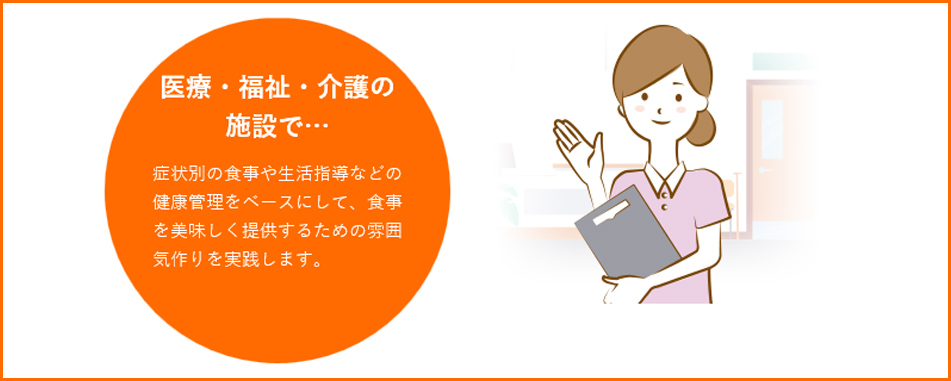 医療・福祉・介護の
施設で…
症状別の食事や生活指導などの
健康管理をベースにして、食事
を美味しく提供するための雰囲
気作りを実践します。